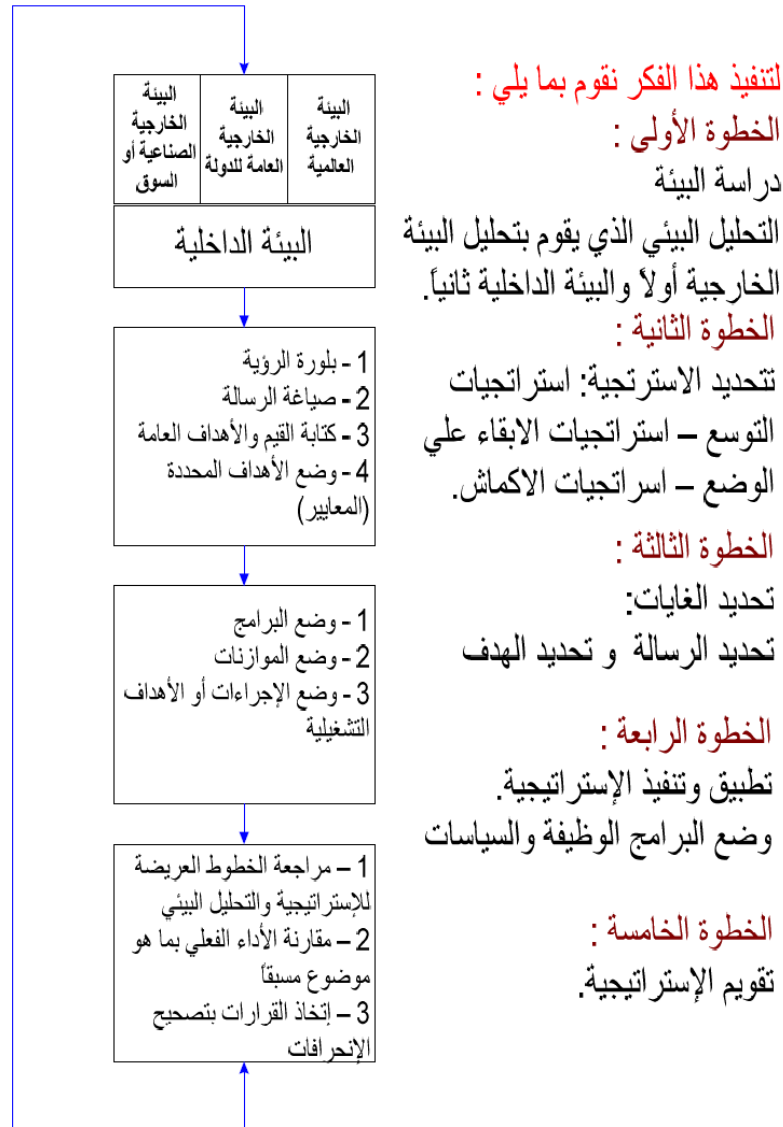 لتنفيذ هذا الفكر نقوم بما يلي :
الخطوة الأولى :
دراسة البيئة
التحليل البيئي الذي يقوم بتحليل البيئة
الخارجية أولاً والبيئة الداخلية ثانياً.
الخطوة الثانية :
تتحديد الاسترتجية: استراتجيات
التوسع – استراتجيات الابقاء علي
الوضع – اسراتجيات الاكماش.
الخطوة الثالثة :
تحديد الغايات:
تحديد الرسالة و تحديد الهدف
الخطوة الرابعة :
تطبيق وتنفيذ الإستراتيجية.
وضع البرامج الوظيفة والسياسات
الخطوة الخامسة :
تقويم الإستراتيجية.
البيئة
الخارجية
العالمية
البيئة
الخارجية
العامة للدولة
البيئة
الخارجية
الصناعية أو
السوق
البيئة الداخلية
1 - بلورة الرؤية
2 - صياغة الرسالة
3 - كتابة القيم والأهداف العامة
4 - وضع الأهداف المحددة
(المعايير)
1 - وضع البرامج
2 - وضع الموازنات
3 - وضع الإجراءات أو الأهداف
التشغيلية
1 – مراجعة الخطوط العريضة
للإستراتيجية والتحليل البيئي
2 – مقارنة الأداء الفعلي بما هو
موضوع مسبقاً
3 – إتخاذ القرارات بتصحيح
الإنحرافات